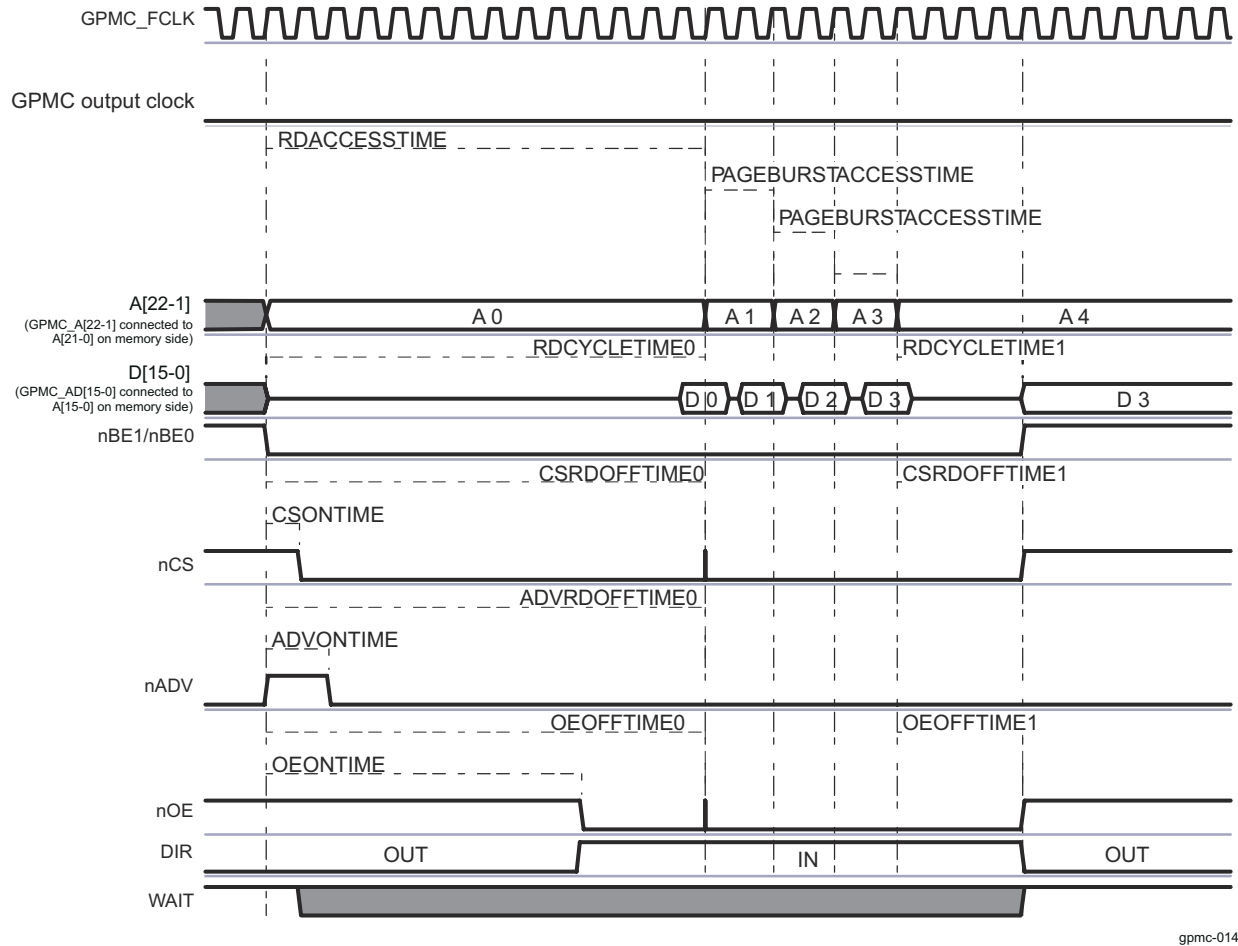 GPMC_FCLK
GPMC output clock
RDACCESSTIME
PAGEBURSTACCESSTIME
PAGEBURSTACCESSTIME
A[22-1]
(GPMC_A[22-1] connected to
A[21-0] on memory side)
A 0 A 1 A 2 A 3 A 4
RDCYCLETIME0 RDCYCLETIME1
D[15-0]
(GPMC_AD[15-0] connected to
A[15-0] on memory side)
D 0 D 1 D 2 D 3 D 3
nBE1/nBE0
CSRDOFFTIME0 CSRDOFFTIME1
CSONTIME
nCS
ADVRDOFFTIME0
ADVONTIME
nADV
OEOFFTIME0 OEOFFTIME1
OEONTIME
nOE
DIR OUT IN OUT
WAIT
gpmc-014